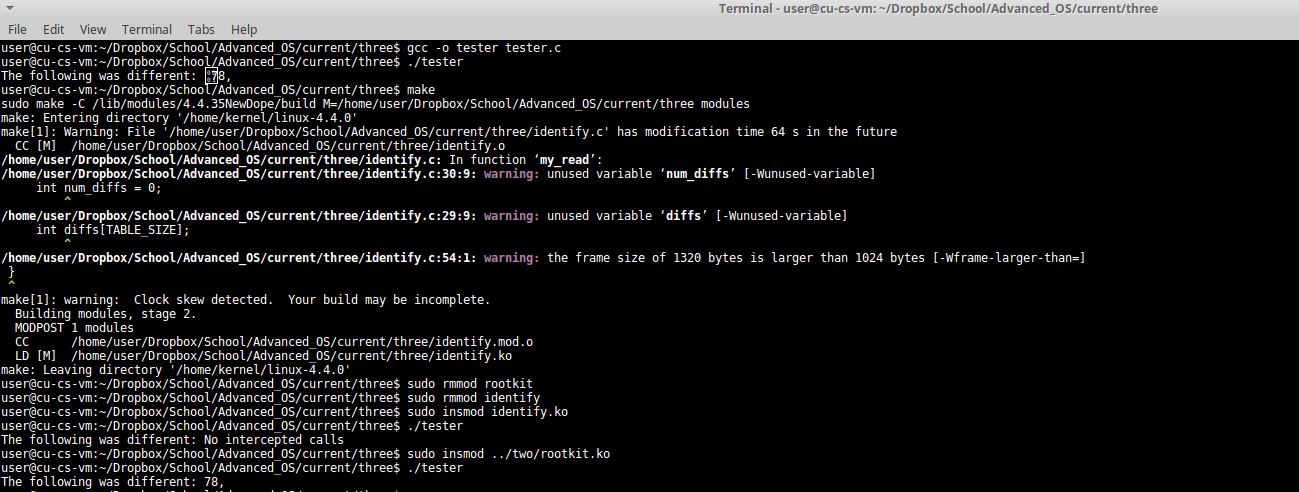 Terminal - user@cu-cs-vm: ~/Dropbox/School/Advanced_OS/current/three
File Edit View Terminal Tabs Help
user@cu-cs-vm:~/Dropbox/School/Advanced_OS/current/three$ gcc -o tester tester.c
user@cu-cs-vm:~/Dropbox/School/Advanced_OS/current/three$ ./tester
The following was different: 78,
user@cu-cs-vm:~/Dropbox/School/Advanced_OS/current/three$ make
sudo make -C /lib/modules/4.4.35NewDope/build M=/home/user/Dropbox/School/Advanced_OS/current/three modules
make: Entering directory '/home/kernel/linux-4.4.0'
make[1]: Warning: File '/home/user/Dropbox/School/Advanced_OS/current/three/identify.c' has modification time 64 s in the future
CC [M] /home/user/Dropbox/School/Advanced_OS/current/three/identify.o
/home/user/Dropbox/School/Advanced_OS/current/three/identify.c: In function ‘my_read’:
/home/user/Dropbox/School/Advanced_OS/current/three/identify.c:30:9: warning: unused variable ‘num_diffs’ [-Wunused-variable]
int num_diffs = 0;
^
/home/user/Dropbox/School/Advanced_OS/current/three/identify.c:29:9: warning: unused variable ‘diffs’ [-Wunused-variable]
int diffs[TABLE_SIZE];
^
/home/user/Dropbox/School/Advanced_OS/current/three/identify.c:54:1: warning: the frame size of 1320 bytes is larger than 1024 bytes [-Wframe-larger-than=]
}
^
make[1]: warning: Clock skew detected. Your build may be incomplete.
Building modules, stage 2.
MODPOST 1 modules
CC /home/user/Dropbox/School/Advanced_OS/current/three/identify.mod.o
LD [M] /home/user/Dropbox/School/Advanced_OS/current/three/identify.ko
make: Leaving directory '/home/kernel/linux-4.4.0'
user@cu-cs-vm:~/Dropbox/School/Advanced_OS/current/three$ sudo rmmod rootkit
user@cu-cs-vm:~/Dropbox/School/Advanced_OS/current/three$ sudo rmmod identify
user@cu-cs-vm:~/Dropbox/School/Advanced_OS/current/three$ sudo insmod identify.ko
user@cu-cs-vm:~/Dropbox/School/Advanced_OS/current/three$ ./tester
The following was different: No intercepted calls
user@cu-cs-vm:~/Dropbox/School/Advanced_OS/current/three$ sudo insmod ../two/rootkit.ko
user@cu-cs-vm:~/Dropbox/School/Advanced_OS/current/three$ ./tester
The following was different: 78,